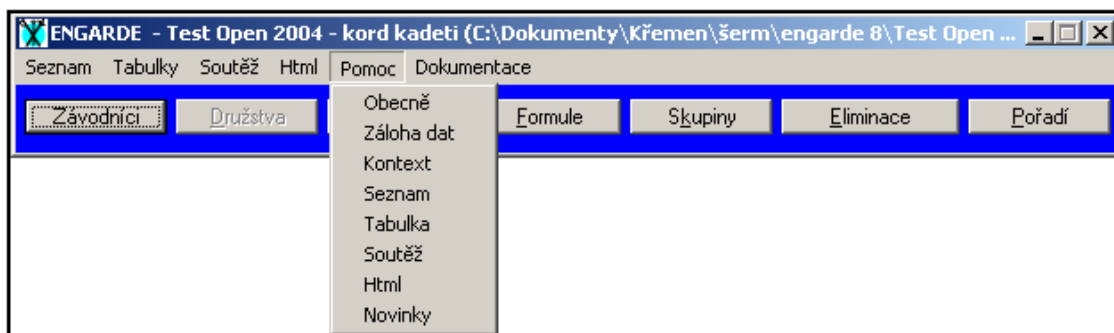 ENGARDE - Test Open 2004 - kord kadeti (C:\Dokumenty\Křemen\šerm\engarde 8\Test Open ...
Seznam Tabulky Soutěž Html Pomoc Dokumentace
Závodníci Družstva Formule Skupiny Eliminace Pořadí
Obecně
Záloha dat
Kontext
Seznam
Tabulka
Soutěž
Html
Novinky